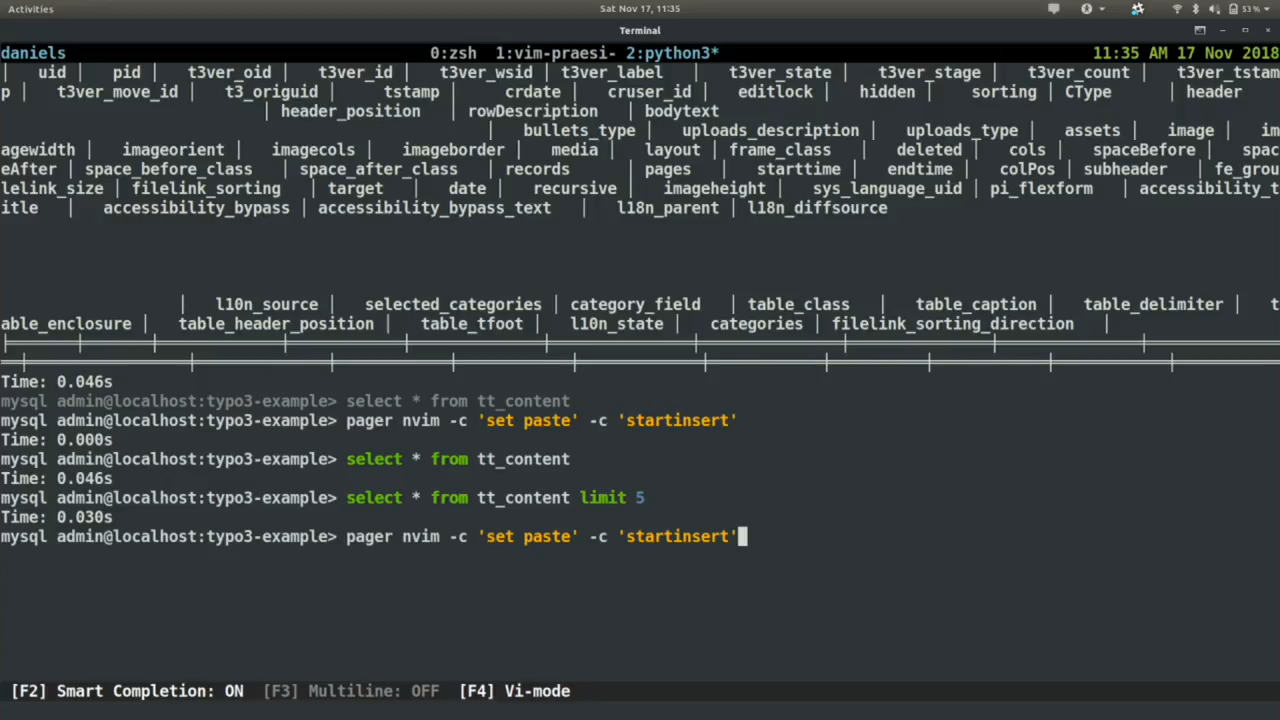 Activities
Sat Nov 17, 11:35
53 %
Terminal
daniels 0:zsh 1:vim-praesi- 2:python3* 11:35 AM 17 Nov 2018
| uid | pid | t3ver_oid | t3ver_id | t3ver_wsid | t3ver_label | t3ver_state | t3ver_stage | t3ver_count | t3ver_tstam
p | t3ver_move_id | t3_origuid | tstamp | crdate | cruser_id | editlock | hidden | sorting | CType | header
| header_position | rowDescription | bodytext
| bullets_type | uploads_description | uploads_type | assets | image | im
agewidth | imageorient | imagecols | imageborder | media | layout | frame_class | deleted | cols | spaceBefore | spac
eAfter | space_before_class | space_after_class | records | pages | starttime | endtime | colPos | subheader | fe_grou
lelink_size | filelink_sorting | target | date | recursive | imageheight | sys_language_uid | pi_flexform | accessibility_t
itle | accessibility_bypass | accessibility_bypass_text | l18n_parent | l18n_diffsource
| l10n_source | selected_categories | category_field | table_class | table_caption | table_delimiter | t
able_enclosure | table_header_position | table_tfoot | l10n_state | categories | filelink_sorting_direction |
Time: 0.046s
mysql admin@localhost:typo3-example> select * from tt_content
mysql admin@localhost:typo3-example> pager nvim -c 'set paste' -c 'startinsert'
Time: 0.000s
mysql admin@localhost:typo3-example> select * from tt_content
Time: 0.046s
mysql admin@localhost:typo3-example> select * from tt_content limit 5
Time: 0.030s
mysql admin@localhost:typo3-example> pager nvim -c 'set paste' -c 'startinsert'
[F2] Smart Completion: ON [F3] Multiline: OFF [F4] Vi-mode